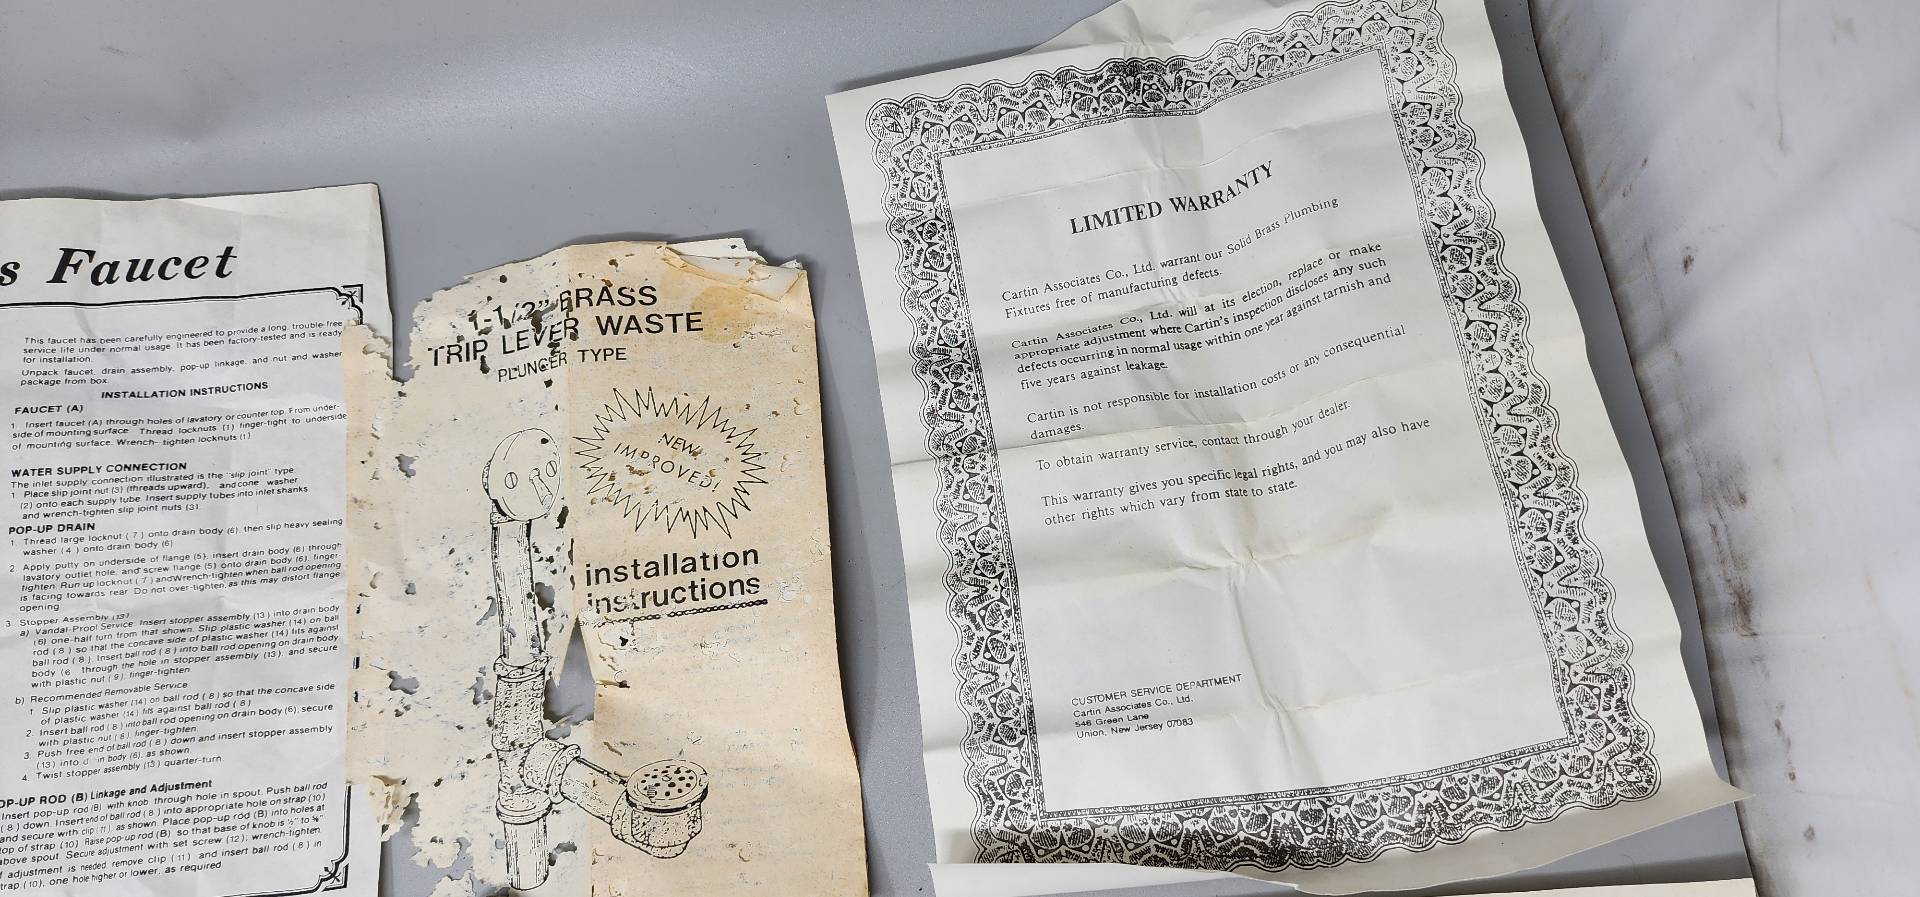 s Faucet
This faucet has been carefully engineered to provide a long, trouble-free
service life under normal usage. It has been factory-tested and is ready
for installation.
Unpack faucet, drain assembly, pop-up linkage, and nut and washer
package from box.
INSTALLATION INSTRUCTIONS
FAUCET (A)
1. Insert faucet (A) through holes of lavatory or counter top. From under-
side of mounting surface. Thread locknuts (1) finger-tight to underside
of mounting surface. Wrench- tighten locknuts (1)
WATER SUPPLY CONNECTION
The inlet supply connection illustrated is the "slip joint" type.
1 Place slip joint nut (3) (threads upward), and cone washer
(2) onto each supply tube. Insert supply tubes into inlet shanks
and wrench-tighten slip joint nuts (3).
POP-UP DRAIN
1. Thread large locknut ( 7 ) onto drain body (6), then slip heavy sealing
washer ( 4 ) onto drain body (6)
2. Apply putty on underside of flange (5), insert drain body (6) through
lavatory outlet hole, and screw flange (5) onto drain body (6), finger-
tighten. Run up locknut ( 7 ) and Wrench-tighten when ball rod opening
is facing towards rear. Do not over-tighten as this may distort flange
opening
3. Stopper Assembly (13)
a) Vandal-Proof Service: Insert stopper assembly (13) into drain body
(6) one-half turn from that shown. Slip plastic washer (14) on ball
rod ( 8 ) so that the concave side of plastic washer (14) fits against
ball rod ( 8 ). Insert ball rod ( 8 ) into ball rod opening on drain body
body (6 through the hole in stopper assembly (13), and secure
with plastic nut ( 9 ), finger-tighten.
b) Recommended Removable Service
1 Slip plastic washer (14) on ball rod ( 8 ) so that the concave side
of plastic washer (14) fits against ball rod ( 8 )
2. Insert ball rod ( 8 ) into ball rod opening on drain body (6), secure
with plastic nut ( 8 ), finger-tighten.
3. Push free end of ball rod ( 8 ) down and insert stopper assembly
(13) into d in body (6), as shown.
4. Twist stopper assembly (13) quarter-turn.
OP-UP ROD (B) Linkage and Adjustment
Insert pop-up rod (B) with knob through hole in spout. Push ball rod
( 8 ) down. Insert end of ball rod ( 8 ) into appropriate hole on strap (10)
and secure with clip (11), as shown. Place pop-up rod (B) into holes at
top of strap (10). Raise pop-up rod (B) so that base of knob is
above spout. Secure adjustment with set screw (12), wrench-tighten.
f adjustment is needed, remove clip (11) and insert ball rod ( 8 ) in
trap (10), one hole higher or lower, as required
1-1/2" BRASS
TRIP LEVER WASTE
PLUNGER TYPE
NEW!
IMPROVED!
installation
instructions
LIMITED WARRANTY
Cartin Associates Co., Ltd. warrant our Solid Brass Plumbing
Fixtures free of manufacturing defects.
Cartin Associates Co., Ltd. will at its election, replace or make
appropriate adjustment where Cartin's inspection discloses any such
defects occurring in normal usage within one year against tarnish and
five years against leakage.
Cartin is not responsible for installation costs or any consequential
damages.
To obtain warranty service, contact through your dealer.
This warranty gives you specific legal rights, and you may also have
other rights which vary from state to state.
CUSTOMER SERVICE DEPARTMENT
Cartin Associates Co., Ltd.
546 Green Lane
Union, New Jersey 07083